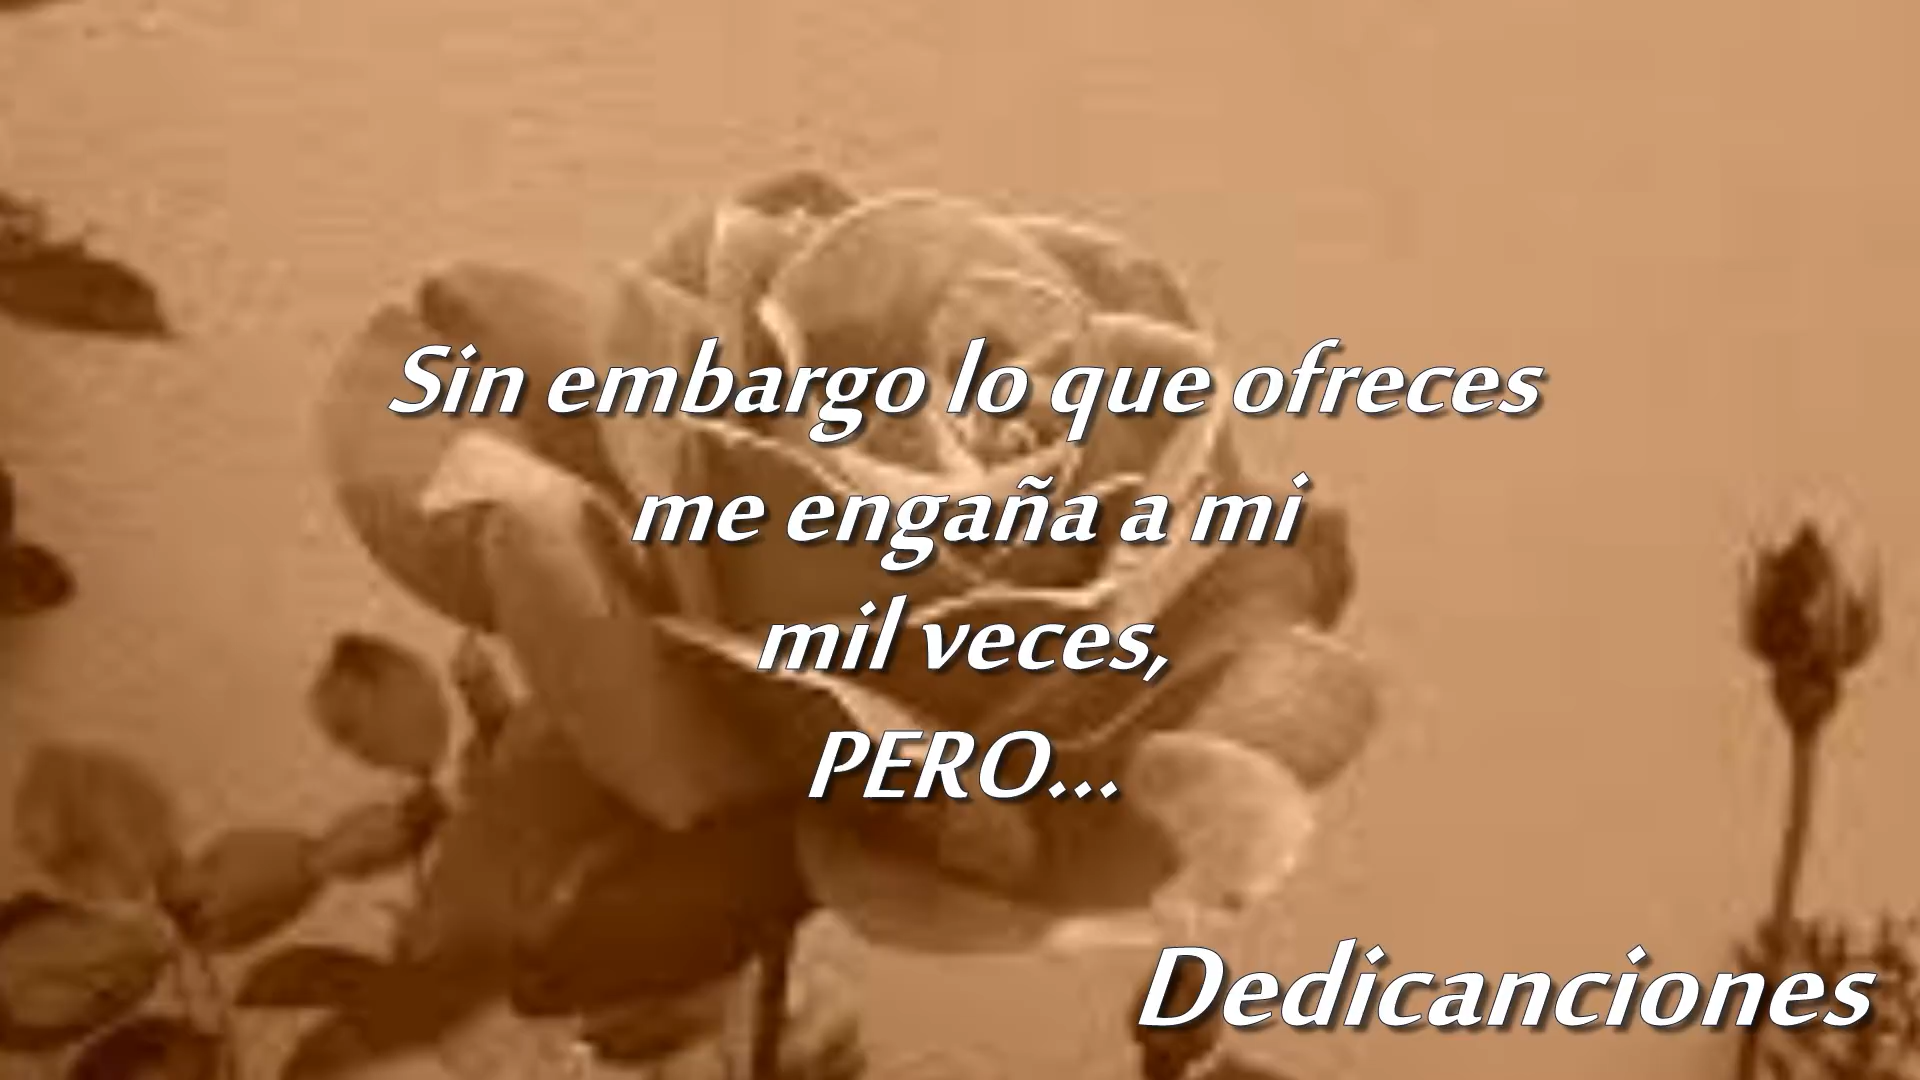 Sin embargo lo que ofreces
me engaña a mi
mil veces,
PERO...
Dedicanciones